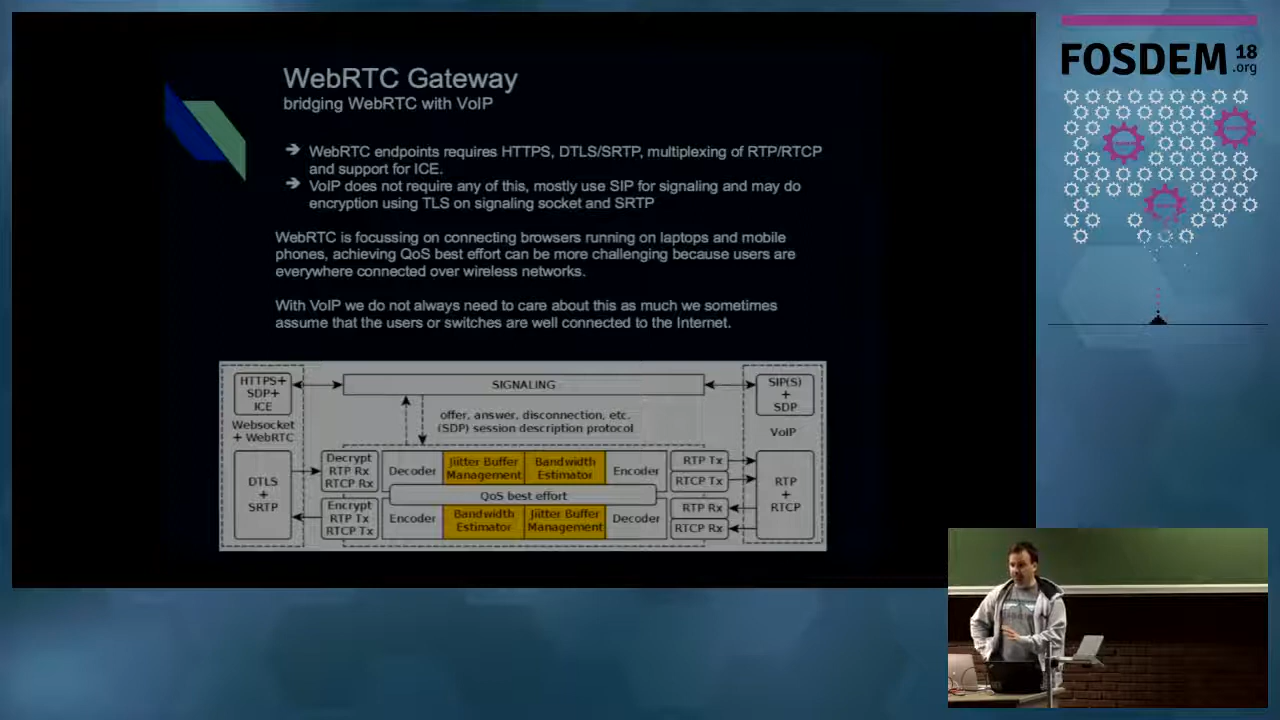 WebRTC Gateway
bridging WebRTC with VoIP
➔ WebRTC endpoints requires HTTPS, DTLS/SRTP, multiplexing of RTP/RTCP
and support for ICE.
➔ VoIP does not require any of this, mostly use SIP for signaling and may do
encryption using TLS on signaling socket and SRTP
WebRTC is focussing on connecting browsers running on laptops and mobile
phones, achieving QoS best effort can be more challenging because users are
everywhere connected over wireless networks.
With VoIP we do not always need to care about this as much we sometimes
assume that the users or switches are well connected to the Internet.
HTTPS+
SDP+
ICE
Websocket
+ WebRTC
DTLS
+
SRTP
SIGNALING
offer, answer, disconnection, etc.
(SDP) session description protocol
Decrypt
RTP Rx
RTCP Rx
Decoder
Jiitter Buffer
Management
Bandwidth
Estimator
Encoder
RTP Tx
RTCP Tx
QoS best effort
Encrypt
RTP Tx
RTCP Tx
Encoder
Bandwidth
Estimator
Jiitter Buffer
Management
Decoder
RTP Rx
RTCP Rx
SIP(S)
+
SDP
VoIP
RTP
+
RTCP
FOSDEM 18
.org